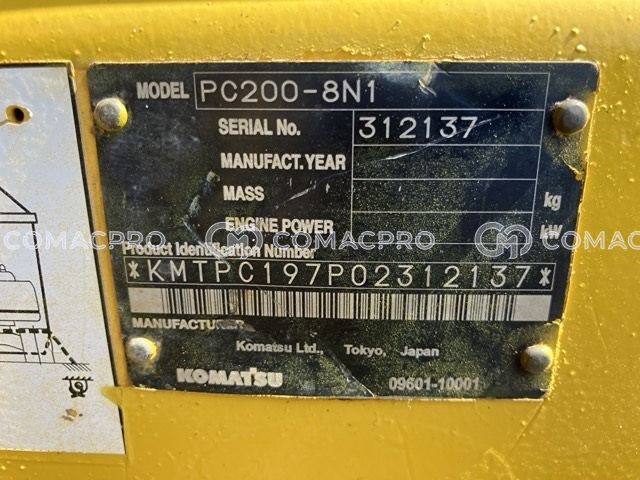 MODEL PC200-8N1
SERIAL No. 312137
MANUFACT. YEAR
MASS kg
ENGINE POWER kW
COMACPRO COMACPRO COMACPRO
Product Identification Number
*KMTPC197P02312137*
MANUFACTURER
Komatsu Ltd., Tokyo, Japan
KOMATSU 09601-10001